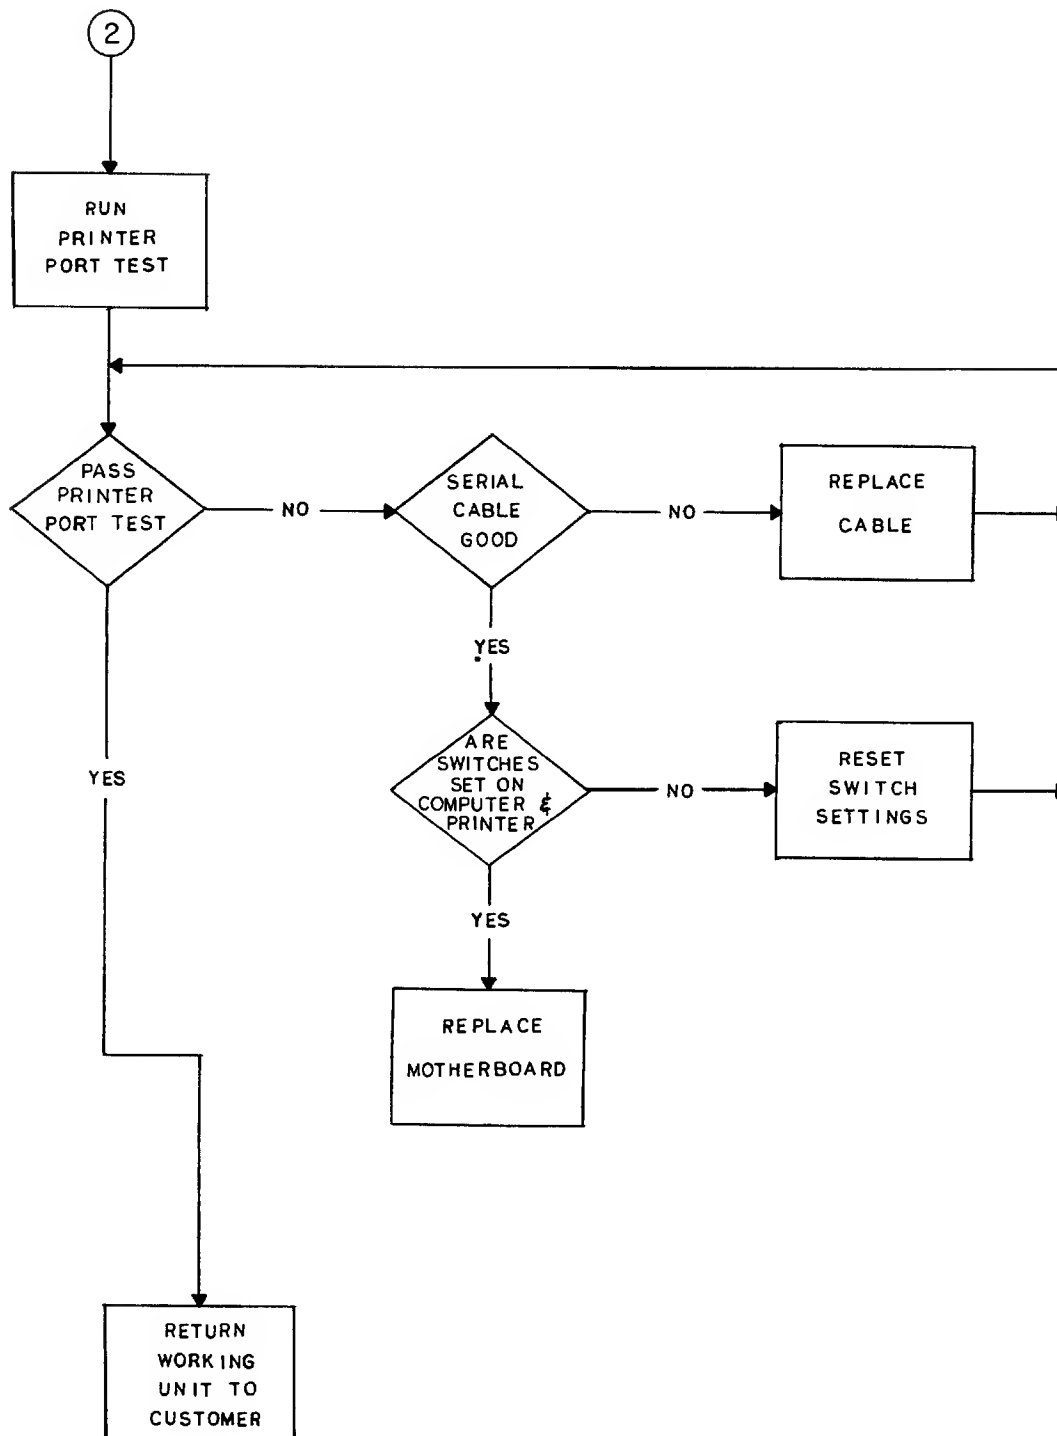 2
RUN
PRINTER
PORT TEST
PASS
PRINTER
PORT TEST
NO
SERIAL
CABLE
GOOD
NO
REPLACE
CABLE
YES
YES
ARE
SWITCHES
SET ON
COMPUTER &
PRINTER
NO
RESET
SWITCH
SETTINGS
YES
REPLACE
MOTHERBOARD
RETURN
WORKING
UNIT TO
CUSTOMER